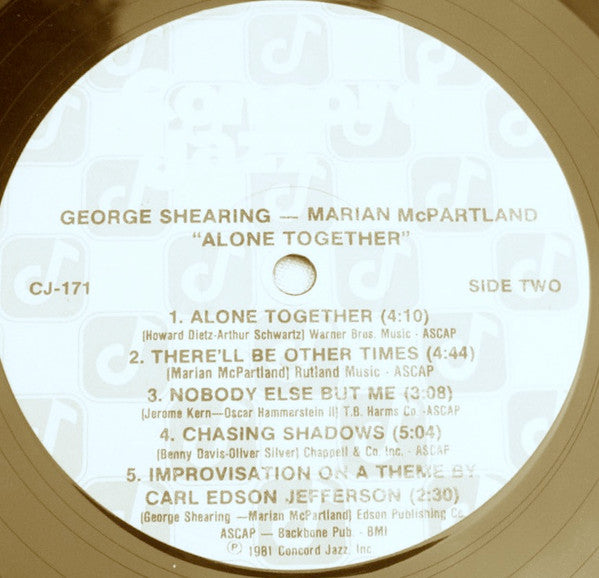 Concord
Jazz
GEORGE SHEARING — MARIAN McPARTLAND
"ALONE TOGETHER"
CJ-171
SIDE TWO
1. ALONE TOGETHER (4:10)
(Howard Dietz-Arthur Schwartz) Warner Bros. Music - ASCAP
2. THERE'LL BE OTHER TIMES (4:44)
(Marian McPartland) Rutland Music - ASCAP
3. NOBODY ELSE BUT ME (3:08)
(Jerome Kern—Oscar Hammerstein II) T.B. Harms Co. -ASCAP
4. CHASING SHADOWS (5:04)
(Benny Davis-Oliver Silver) Chappell & Co. Inc. - ASCAP
5. IMPROVISATION ON A THEME BY
CARL EDSON JEFFERSON (2:30)
(George Shearing —Marian McPartland) Edson Publishing Co.
ASCAP — Backbone Pub. - BMI
℗ 1981 Concord Jazz, Inc